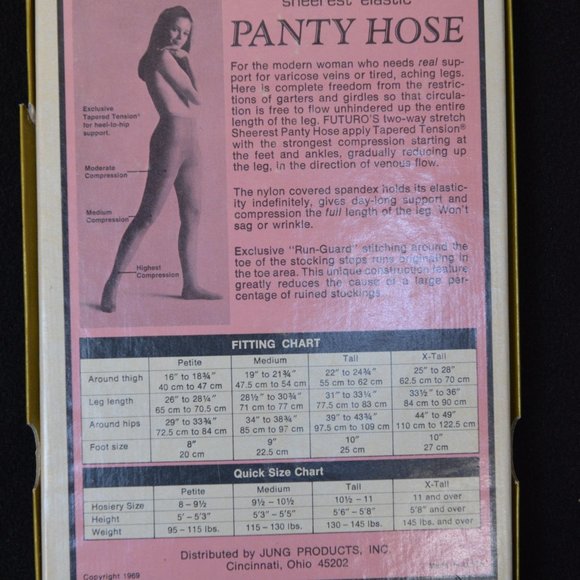 sheerest elastic
PANTY HOSE
For the modern woman who needs real sup-
port for varicose veins or tired, aching legs.
Here is complete freedom from the restric-
tions of garters and girdles so that circula-
tion is free to flow unhindered up the entire
length of the leg. FUTURO'S two-way stretch
Sheerest Panty Hose apply Tapered Tension®
with the strongest compression starting at
the feet and ankles, gradually reducing up
the leg, in the direction of venous flow.
The nylon covered spandex holds its elastic-
ity indefinitely, gives day-long support and
compression the full length of the leg. Won't
sag or wrinkle.
Exclusive "Run-Guard" stitching around the
toe of the stocking stops runs originating in
the toe area. This unique construction feature
greatly reduces the cause of a large per-
centage of ruined stockings.
Exclusive
Tapered Tension®
for heel-to-hip
support.
Moderate
Compression
Medium
Compression
Highest
Compression
FITTING CHART
Petite Medium Tall X-Tall
Around thigh 16" to 18¾" 19" to 21¾" 22" to 24¾" 25" to 28"
40 cm to 47 cm 47.5 cm to 54 cm 55 cm to 62 cm 62.5 cm to 70 cm
Leg length 26" to 28¼" 28½" to 30¾" 31" to 33¼" 33½" to 36"
65 cm to 70.5 cm 71 cm to 77 cm 77.5 cm to 83 cm 84 cm to 90 cm
Around hips 29" to 33¾" 34" to 38¾" 39" to 43¾" 44" to 49"
72.5 cm to 84 cm 85 cm to 97 cm 97.5 cm to 109 cm 110 cm to 122.5 cm
Foot size 8" 9" 10" 10"
20 cm 22.5 cm 25 cm 27 cm
Quick Size Chart
Petite Medium Tall X-Tall
Hosiery Size 8 – 9½ 9½ – 10½ 10½ – 11 11 and over
Height 5' – 5'3" 5'3" – 5'5" 5'6" – 5'8" 5'8" and over
Weight 95 – 115 lbs. 115 – 130 lbs. 130 – 145 lbs. 145 lbs. and over
Distributed by JUNG PRODUCTS, INC.
Cincinnati, Ohio 45202
Copyright 1969